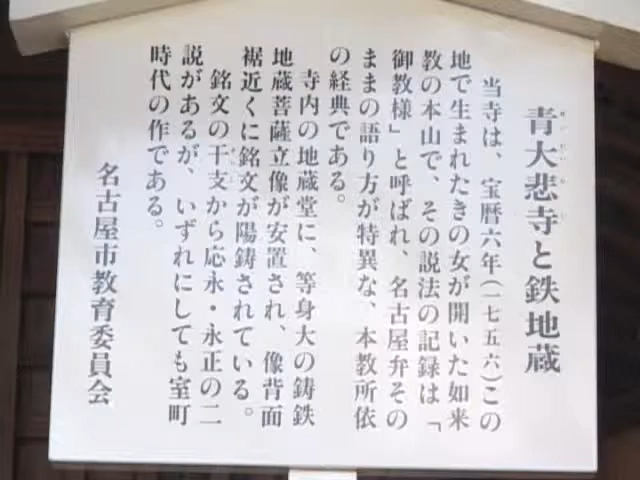 青大悲寺と鉄地蔵
当寺は、宝暦六年(一七五六)この
地で生まれたきの女が開いた如来
教の本山で、その説法の記録は「
御教様」と呼ばれ、名古屋弁その
ままの語り方が特異な、本教所依
の経典である。
寺内の地蔵堂に、等身大の鋳鉄
地蔵菩薩立像が安置され、像背面
裾近くに銘文が陽鋳されている。
銘文の干支から応永・永正の二
説があるが、いずれにしても室町
時代の作である。
名古屋市教育委員会